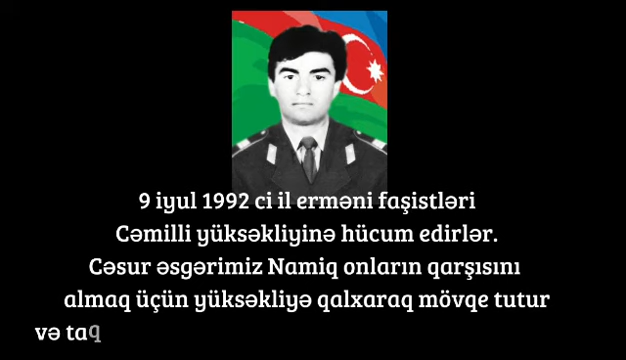 9 iyul 1992 ci il erməni faşistləri
Cəmilli yüksəkliyinə hücum edirlər.
Cəsur əsgərimiz Namiq onların qarşısını
almaq üçün yüksəkliyə qalxaraq mövqe tutur
və taq